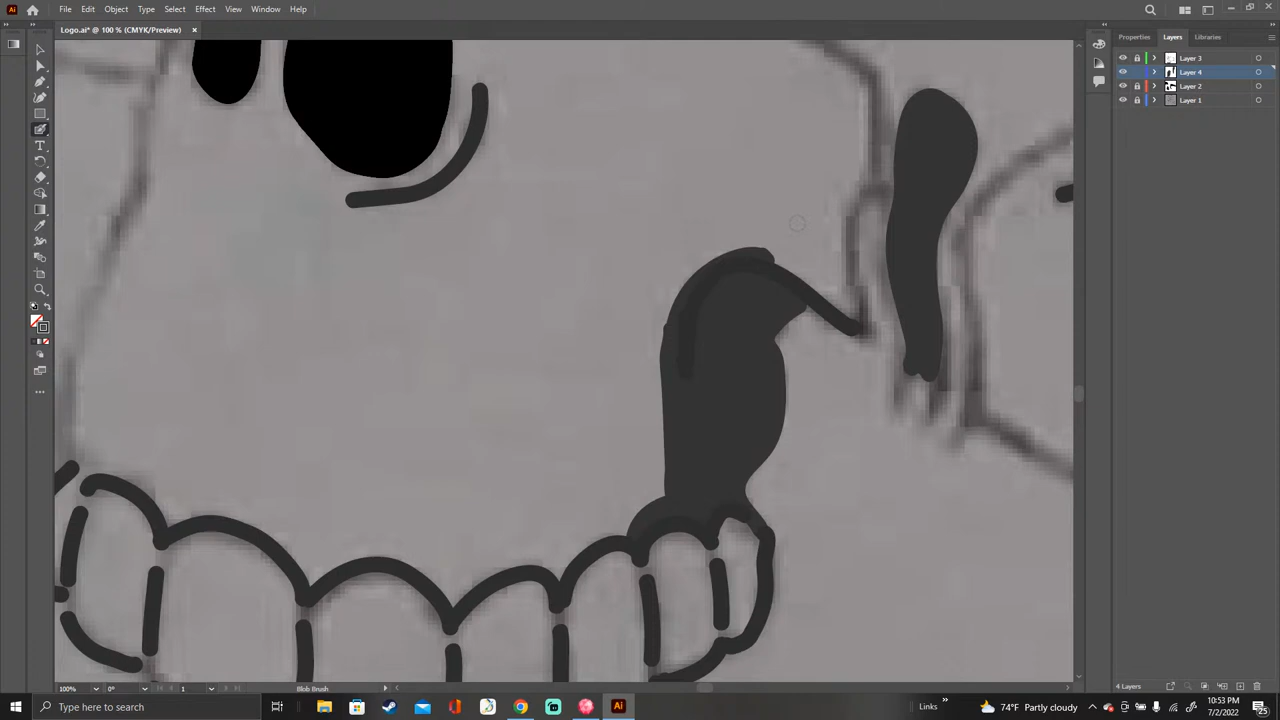 File Edit Object Type Select Effect View Window Help
Logo.ai* @ 100 % (CMYK/Preview) ×
Properties Layers Libraries
Layer 3
Layer 4
Layer 2
Layer 1
100% 0° 1 Blob Brush
4 Layers
Type here to search
Links
74°F Partly cloudy
10:53 PM
7/2/2022